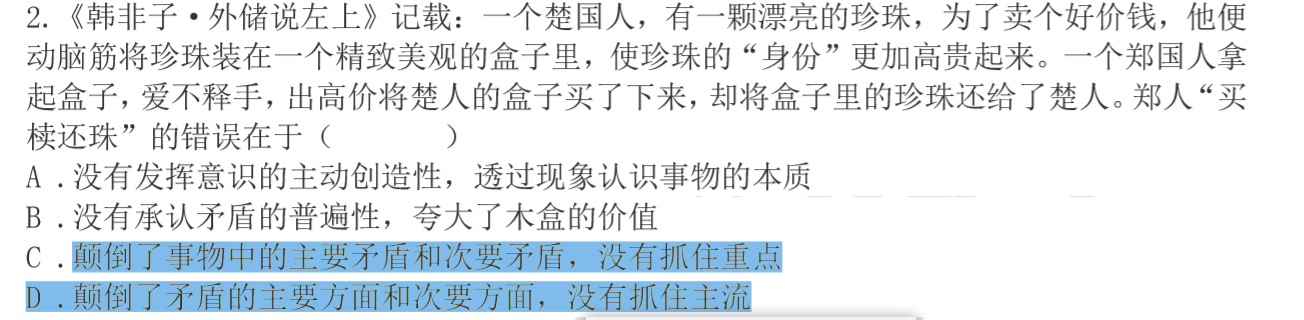 2.《韩非子·外储说左上》记载：一个楚国人，有一颗漂亮的珍珠，为了卖个好价钱，他便
动脑筋将珍珠装在一个精致美观的盒子里，使珍珠的“身份”更加高贵起来。一个郑国人拿
起盒子，爱不释手，出高价将楚人的盒子买了下来，却将盒子里的珍珠还给了楚人。郑人“买
椟还珠”的错误在于（　　　）
A .没有发挥意识的主动创造性，透过现象认识事物的本质
B .没有承认矛盾的普遍性，夸大了木盒的价值
C .颠倒了事物中的主要矛盾和次要矛盾，没有抓住重点
D .颠倒了矛盾的主要方面和次要方面，没有抓住主流